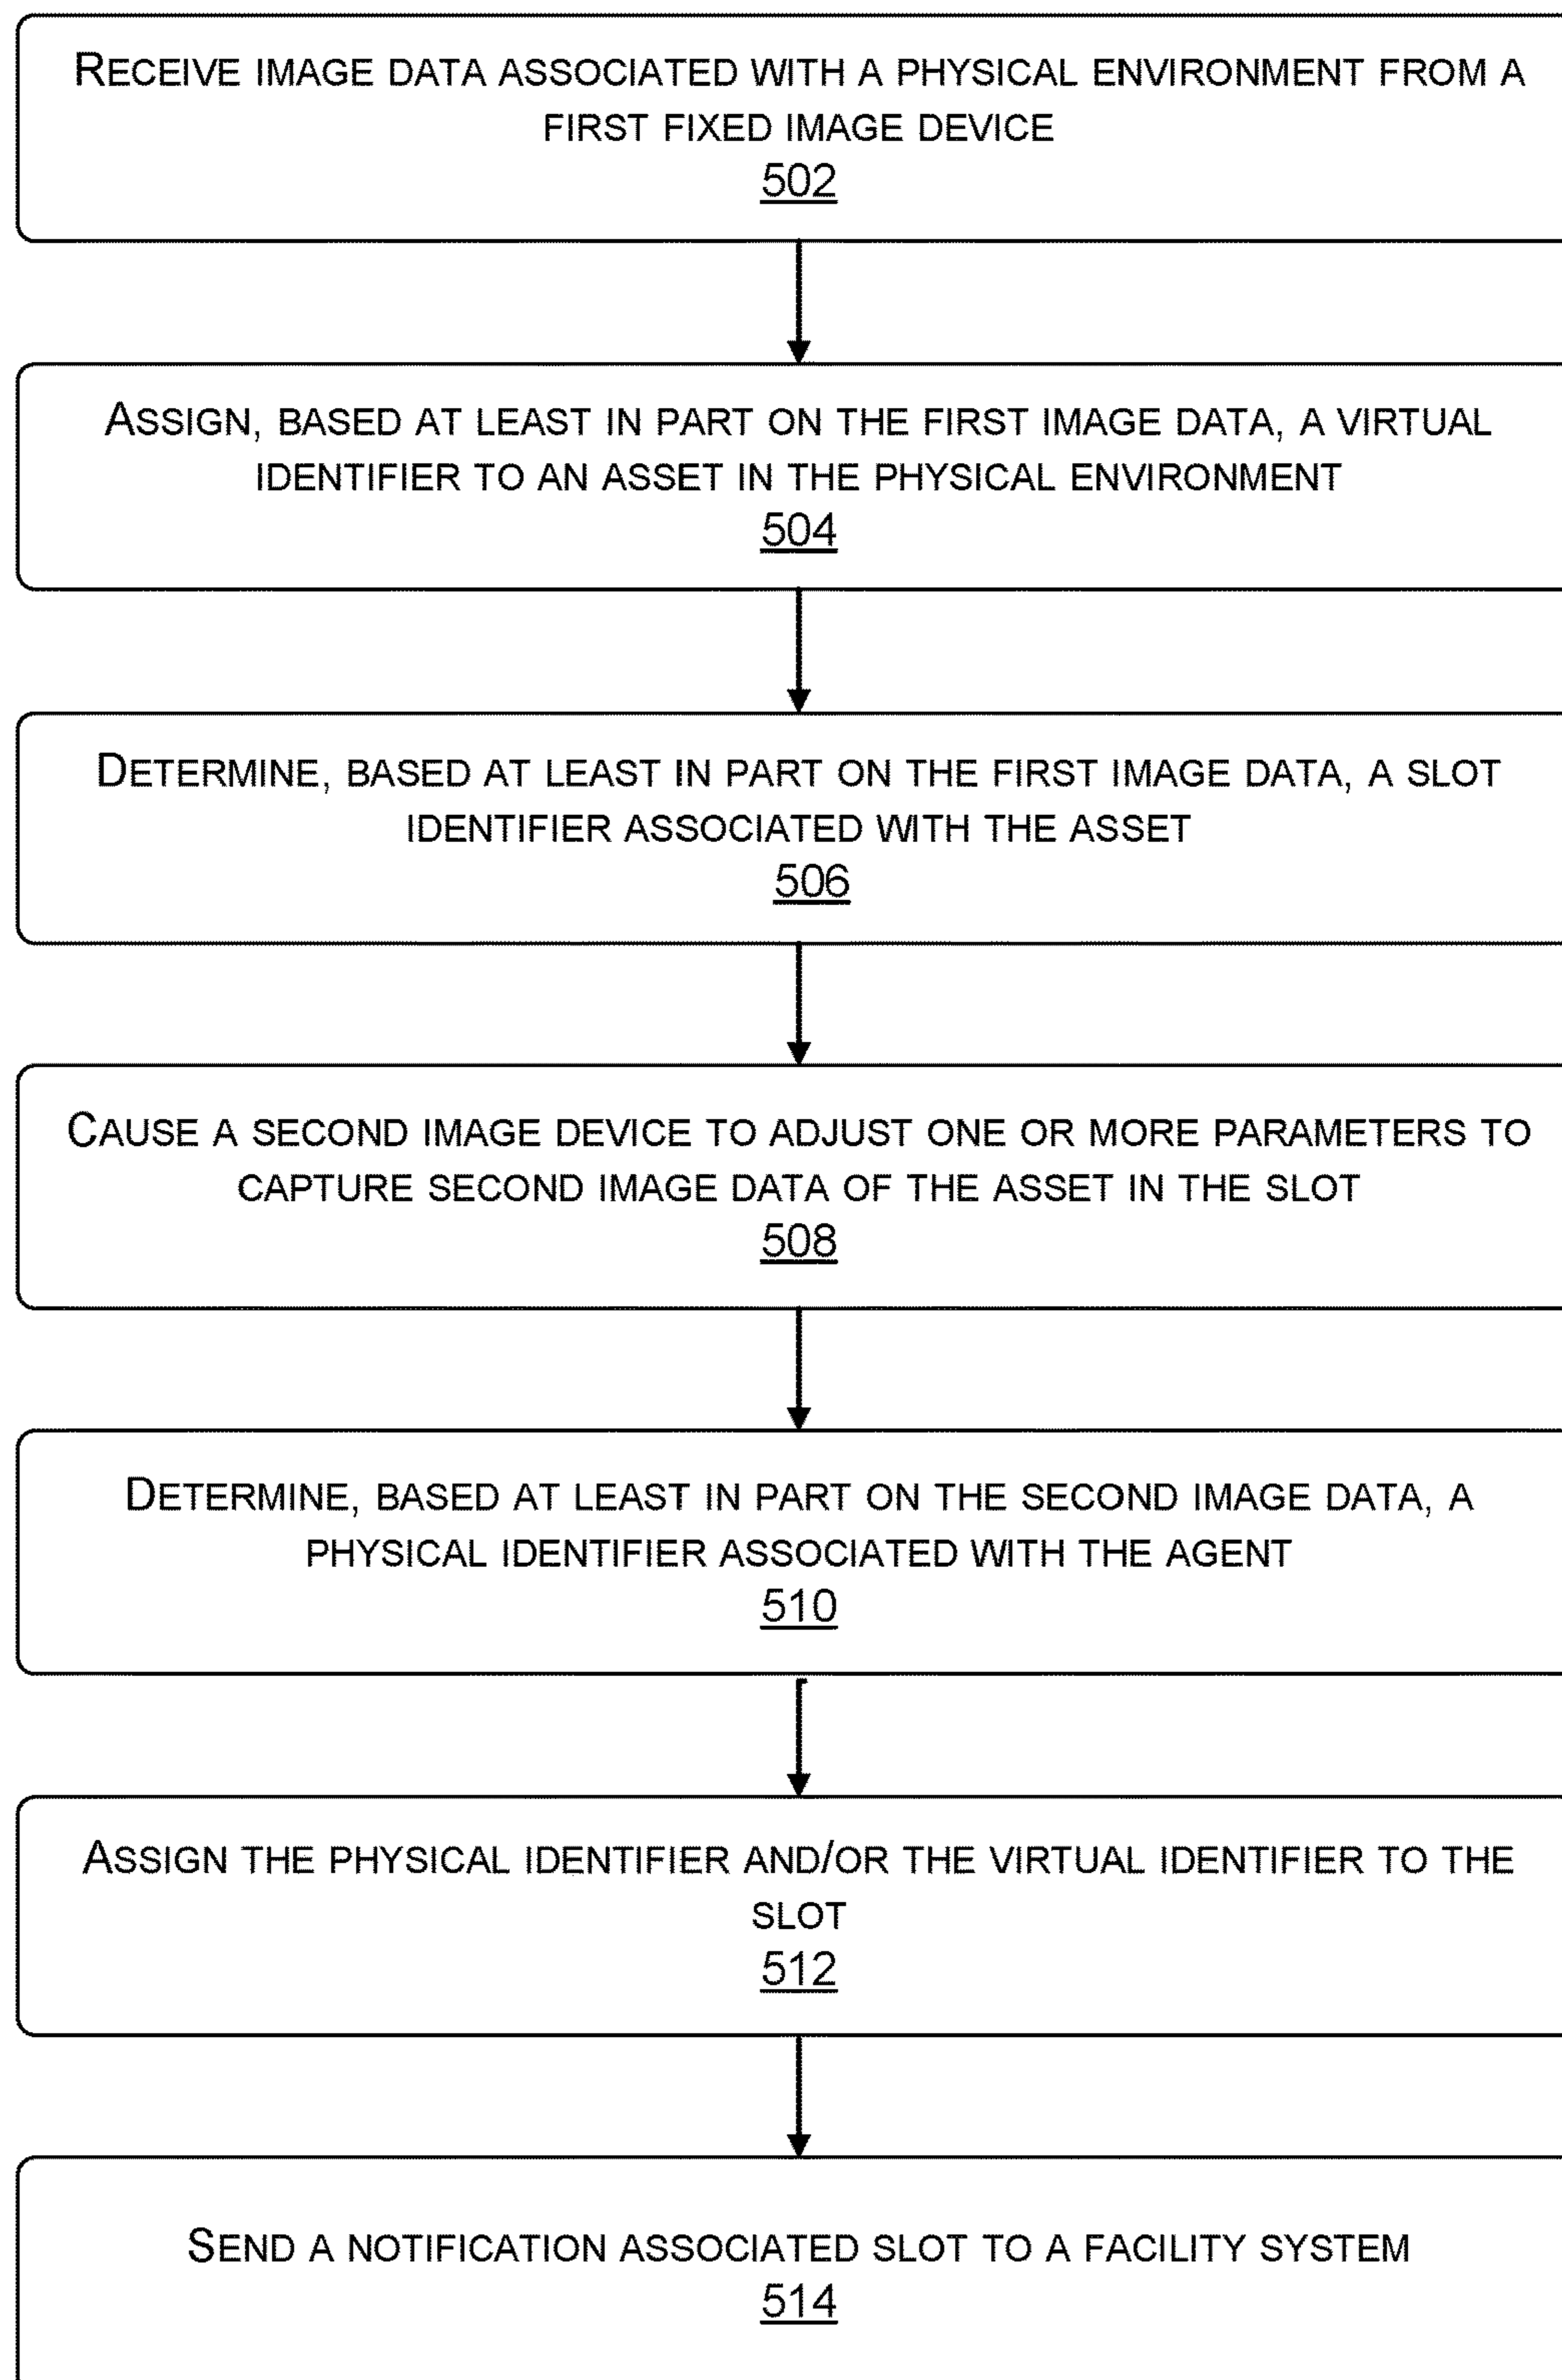 RECEIVE IMAGE DATA ASSOCIATED WITH A PHYSICAL ENVIRONMENT FROM A
FIRST FIXED IMAGE DEVICE
502
ASSIGN, BASED AT LEAST IN PART ON THE FIRST IMAGE DATA, A VIRTUAL
IDENTIFIER TO AN ASSET IN THE PHYSICAL ENVIRONMENT
504
DETERMINE, BASED AT LEAST IN PART ON THE FIRST IMAGE DATA, A SLOT
IDENTIFIER ASSOCIATED WITH THE ASSET
506
CAUSE A SECOND IMAGE DEVICE TO ADJUST ONE OR MORE PARAMETERS TO
CAPTURE SECOND IMAGE DATA OF THE ASSET IN THE SLOT
508
DETERMINE, BASED AT LEAST IN PART ON THE SECOND IMAGE DATA, A
PHYSICAL IDENTIFIER ASSOCIATED WITH THE AGENT
510
ASSIGN THE PHYSICAL IDENTIFIER AND/OR THE VIRTUAL IDENTIFIER TO THE
SLOT
512
SEND A NOTIFICATION ASSOCIATED SLOT TO A FACILITY SYSTEM
514